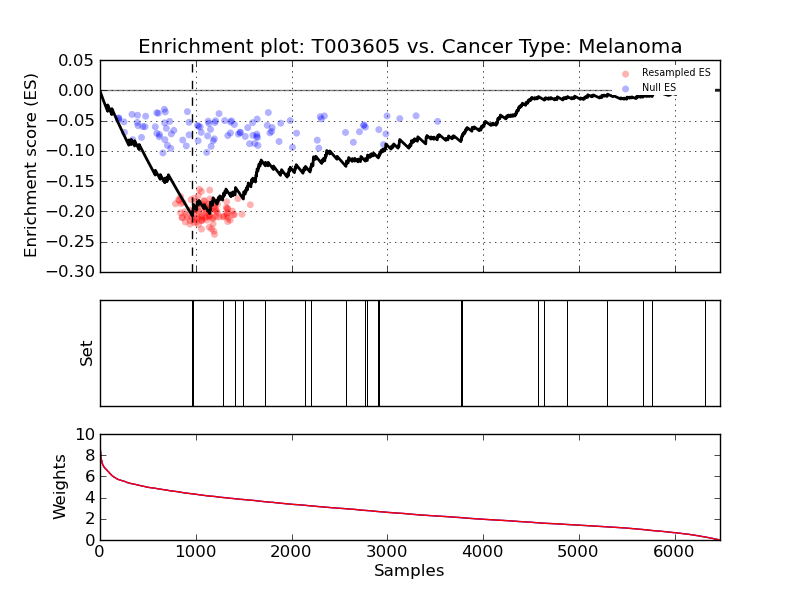 Enrichment plot: T003605 vs. Cancer Type: Melanoma
0.05
0.00
−0.05
−0.10
−0.15
−0.20
−0.25
−0.30
Enrichment score (ES)
Resampled ES
Null ES
Set
10
8
6
4
2
0
Weights
0 1000 2000 3000 4000 5000 6000
Samples